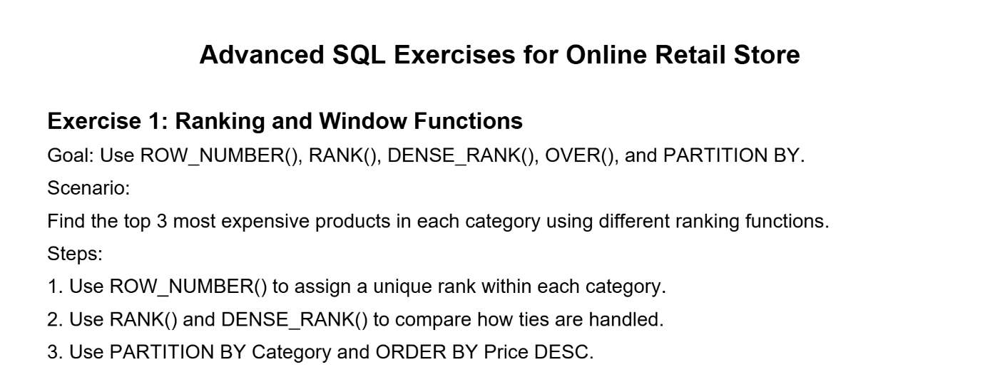 Advanced SQL Exercises for Online Retail Store
Exercise 1: Ranking and Window Functions
Goal: Use ROW_NUMBER(), RANK(), DENSE_RANK(), OVER(), and PARTITION BY.
Scenario:
Find the top 3 most expensive products in each category using different ranking functions.
Steps:
1. Use ROW_NUMBER() to assign a unique rank within each category.
2. Use RANK() and DENSE_RANK() to compare how ties are handled.
3. Use PARTITION BY Category and ORDER BY Price DESC.